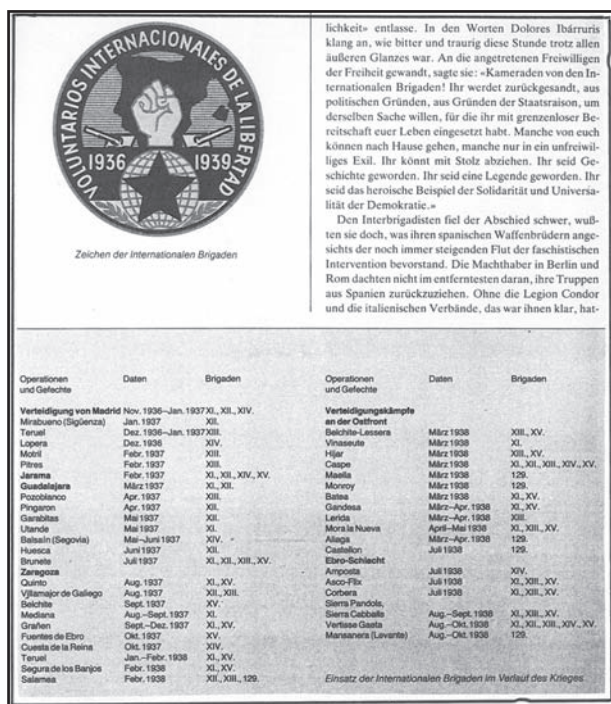 VOLUNTARIOS INTERNACIONALES DE LA LIBERTAD
1936 1939
Zeichen der Internationalen Brigaden
lichkeit» entlasse. In den Worten Dolores Ibárruris
klang an, wie bitter und traurig diese Stunde trotz allen
äußeren Glanzes war. An die angetretenen Freiwilligen
der Freiheit gewandt, sagte sie: «Kameraden von den In-
ternationalen Brigaden! Ihr werdet zurückgesandt, aus
politischen Gründen, aus Gründen der Staatsraison, um
derselben Sache willen, für die ihr mit grenzenloser Be-
reitschaft euer Leben eingesetzt habt. Manche von euch
können nach Hause gehen, manche nur in ein unfreiwil-
liges Exil. Ihr könnt mit Stolz abziehen. Ihr seid Ge-
schichte geworden. Ihr seid eine Legende geworden. Ihr
seid das heroische Beispiel der Solidarität und Universa-
lität der Demokratie.»
Den Interbrigadisten fiel der Abschied schwer, wuß-
ten sie doch, was ihren spanischen Waffenbrüdern ange-
sichts der noch immer steigenden Flut der faschistischen
Intervention bevorstand. Die Machthaber in Berlin und
Rom dachten nicht im entferntesten daran, ihre Truppen
aus Spanien zurückzuziehen. Ohne die Legion Condor
und die italienischen Verbände, das war ihnen klar, hat-
Operationen Daten Brigaden
und Gefechte
Verteidigung von Madrid Nov. 1936–Jan. 1937 XI., XII., XIV.
Mirabueno (Sigüenza) Jan. 1937 XII.
Teruel Dez. 1936–Jan. 1937 XIII.
Lopera Dez. 1936 XIV.
Motril Febr. 1937 XIII.
Pitres Febr. 1937 XIII.
Jarama Febr. 1937 XI., XII., XIV., XV.
Guadalajara März 1937 XI., XII.
Pozoblanco Apr. 1937 XIII.
Pingaron Apr. 1937 XII.
Garabitas Mai 1937 XII.
Utande Mai 1937 XI.
Balsaín (Segovia) Mai–Juni 1937 XIV.
Huesca Juni 1937 XII.
Brunete Juli 1937 XI., XII., XIII., XV.
Zaragoza
Quinto Aug. 1937 XI., XV.
Villamajor de Gallego Aug. 1937 XII., XIII.
Belchite Sept. 1937 XV.
Mediana Aug.–Sept. 1937 XI.
Grañen Sept.–Dez. 1937 XI., XV.
Fuentes de Ebro Okt. 1937 XV.
Cuesta de la Reina Okt. 1937 XIV.
Teruel Jan.–Febr. 1938 XI., XV.
Segura de los Banjos Febr. 1938 XI., XV.
Salamea Febr. 1938 XII., XIII., 129.
Operationen Daten Brigaden
und Gefechte
Verteidigungskämpfe
an der Ostfront
Belchite-Lessera März 1938 XIII., XV.
Vinaseute März 1938 XI.
Hijar März 1938 XIII., XV.
Caspe März 1938 XI., XII., XIII., XIV., XV.
Maella März 1938 129.
Monroy März 1938 129.
Batea März 1938 XI., XV.
Gandesa März–Apr. 1938 XI., XV.
Lerida März–Apr. 1938 XIII.
Mora la Nueva April–Mai 1938 XI., XIII., XV.
Aliaga März–Apr. 1938 129.
Castellon Juli 1938 129.
Ebro-Schlacht
Amposta Juli 1938 XIV.
Asco-Flix Juli 1938 XI., XIII., XV.
Corbera Juli 1938 XI., XIII., XV.
Sierra Pandols,
Sierra Cabballs Aug.–Sept. 1938 XI., XIII., XV.
Vertisse Gaeta Aug.–Okt. 1938 XI., XII., XIII., XIV., XV.
Mansanera (Levante) Aug.–Okt. 1938 129.
Einsatz der Internationalen Brigaden im Verlauf des Krieges